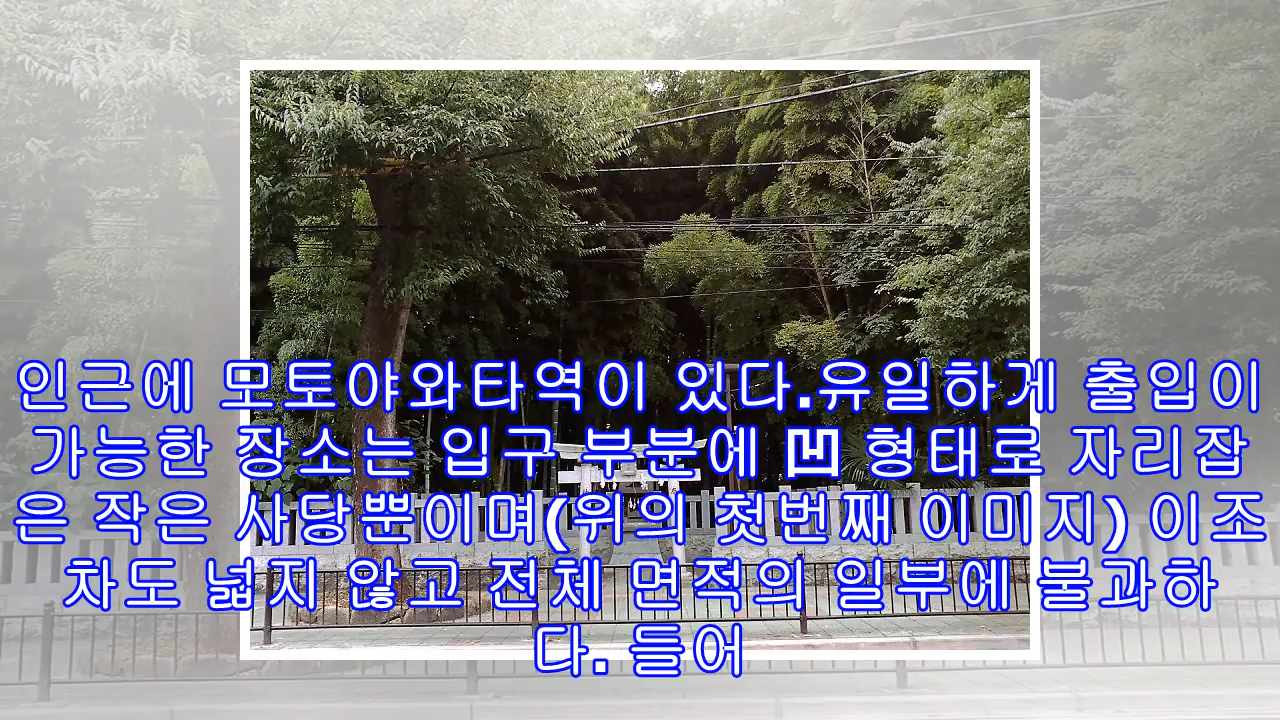 인근에 모토야와타역이 있다.유일하게 출입이
가능한 장소는 입구 부분에 凹 형태로 자리잡
은 작은 사당뿐이며(위의 첫번째 이미지) 이조
차도 넓지 않고 전체 면적의 일부에 불과하
다. 들어